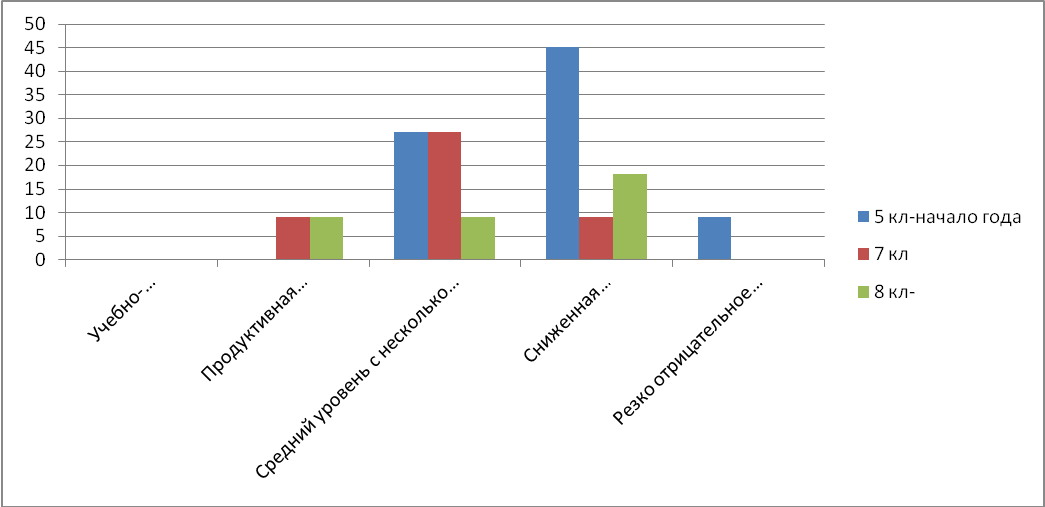 50
45
40
35
30
25
20
15
10
5
0
Учебно-...
Продуктивная...
Средний уровень с несколько...
Сниженная...
Резко отрицательное...
5 кл-начало года
7 кл
8 кл-